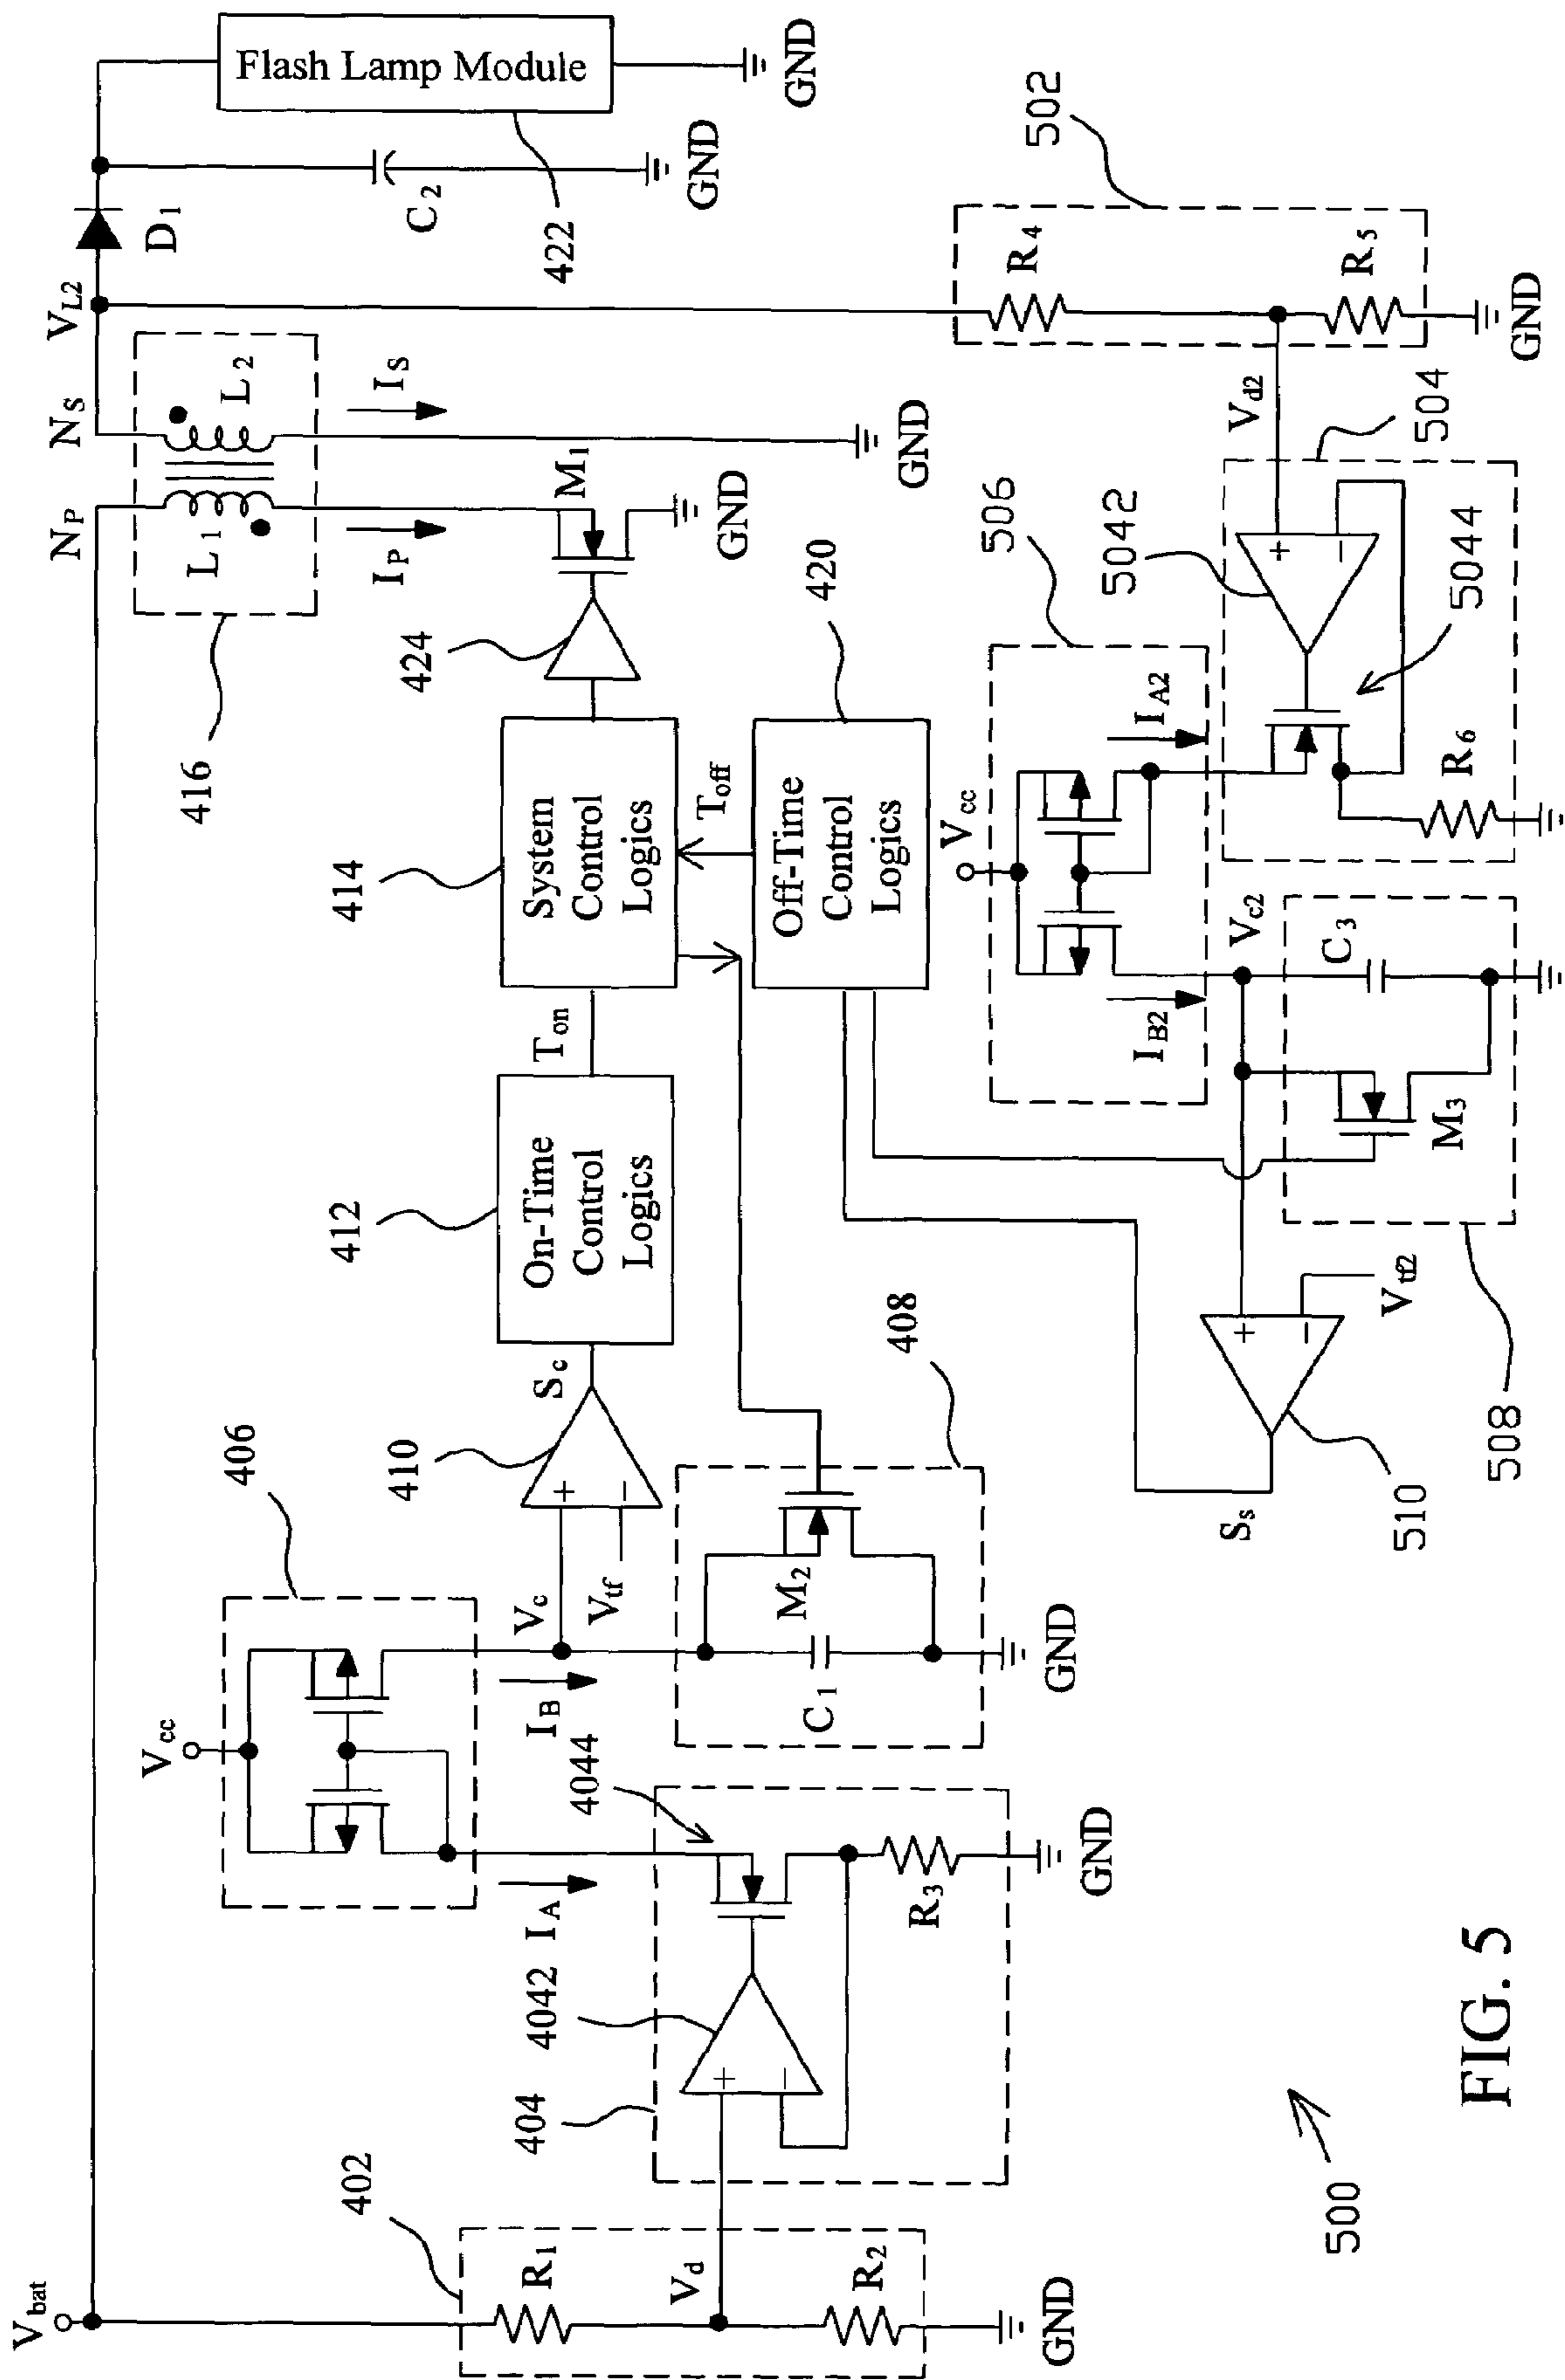 Vbat
402
R1
Vd
R2
GND
404
4042
4044
R3
GND
IA
Vcc
406
IB
Vc
Vtf
410
Sc
C1
M2
408
GND
412
On-Time
Control
Logics
Ton
414
System
Control
Logics
Toff
420
Off-Time
Control
Logics
424
M1
GND
416
NP
NS
L1
L2
IP
IS
GND
VL2
D1
C2
GND
Flash Lamp Module
422
GND
502
R4
R5
GND
Vd2
504
5042
5044
R6
506
Vcc
IA2
IB2
Vc2
C3
M3
508
Vtf2
510
Ss
500
FIG. 5